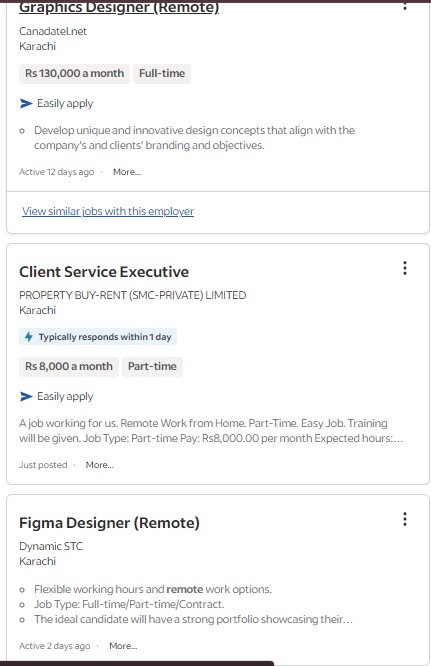 Graphics Designer (Remote)
Canadatel.net
Karachi
Rs 130,000 a month Full-time
Easily apply
Develop unique and innovative design concepts that align with the
company's and clients' branding and objectives.
Active 12 days ago · More...
View similar jobs with this employer
Client Service Executive
PROPERTY BUY-RENT (SMC-PRIVATE) LIMITED
Karachi
Typically responds within 1 day
Rs 8,000 a month Part-time
Easily apply
A job working for us. Remote Work from Home. Part-Time. Easy Job. Training
will be given. Job Type: Part-time Pay: Rs8,000.00 per month Expected hours:...
Just posted · More...
Figma Designer (Remote)
Dynamic STC
Karachi
Flexible working hours and remote work options.
Job Type: Full-time/Part-time/Contract.
The ideal candidate will have a strong portfolio showcasing their...
Active 2 days ago · More...